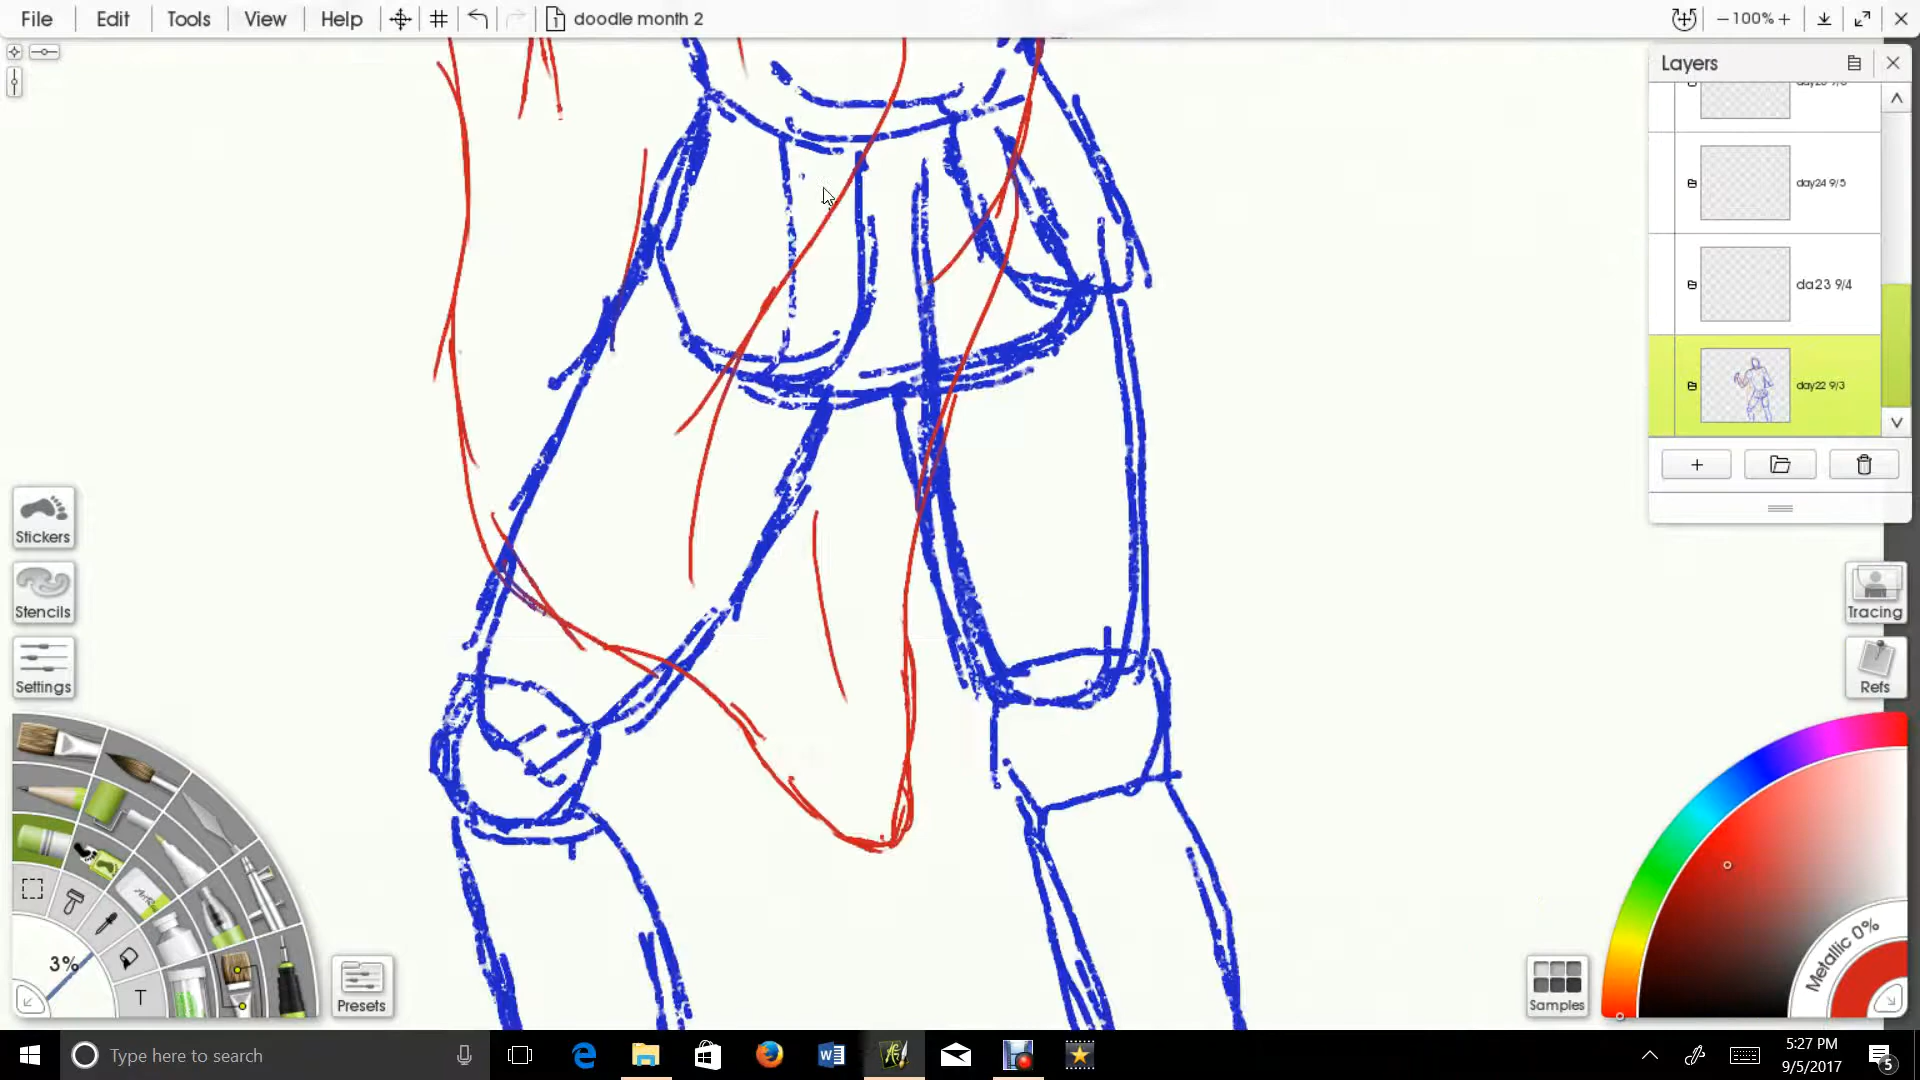 File Edit Tools View Help 1 doodle month 2 −100% +
Layers
day24 9/5
da23 9/4
day22 9/3
Stickers
Stencils
Settings
Tracing
Refs
3%
T
Presets
Metallic 0%
Samples
Type here to search
5:27 PM
9/5/2017
5